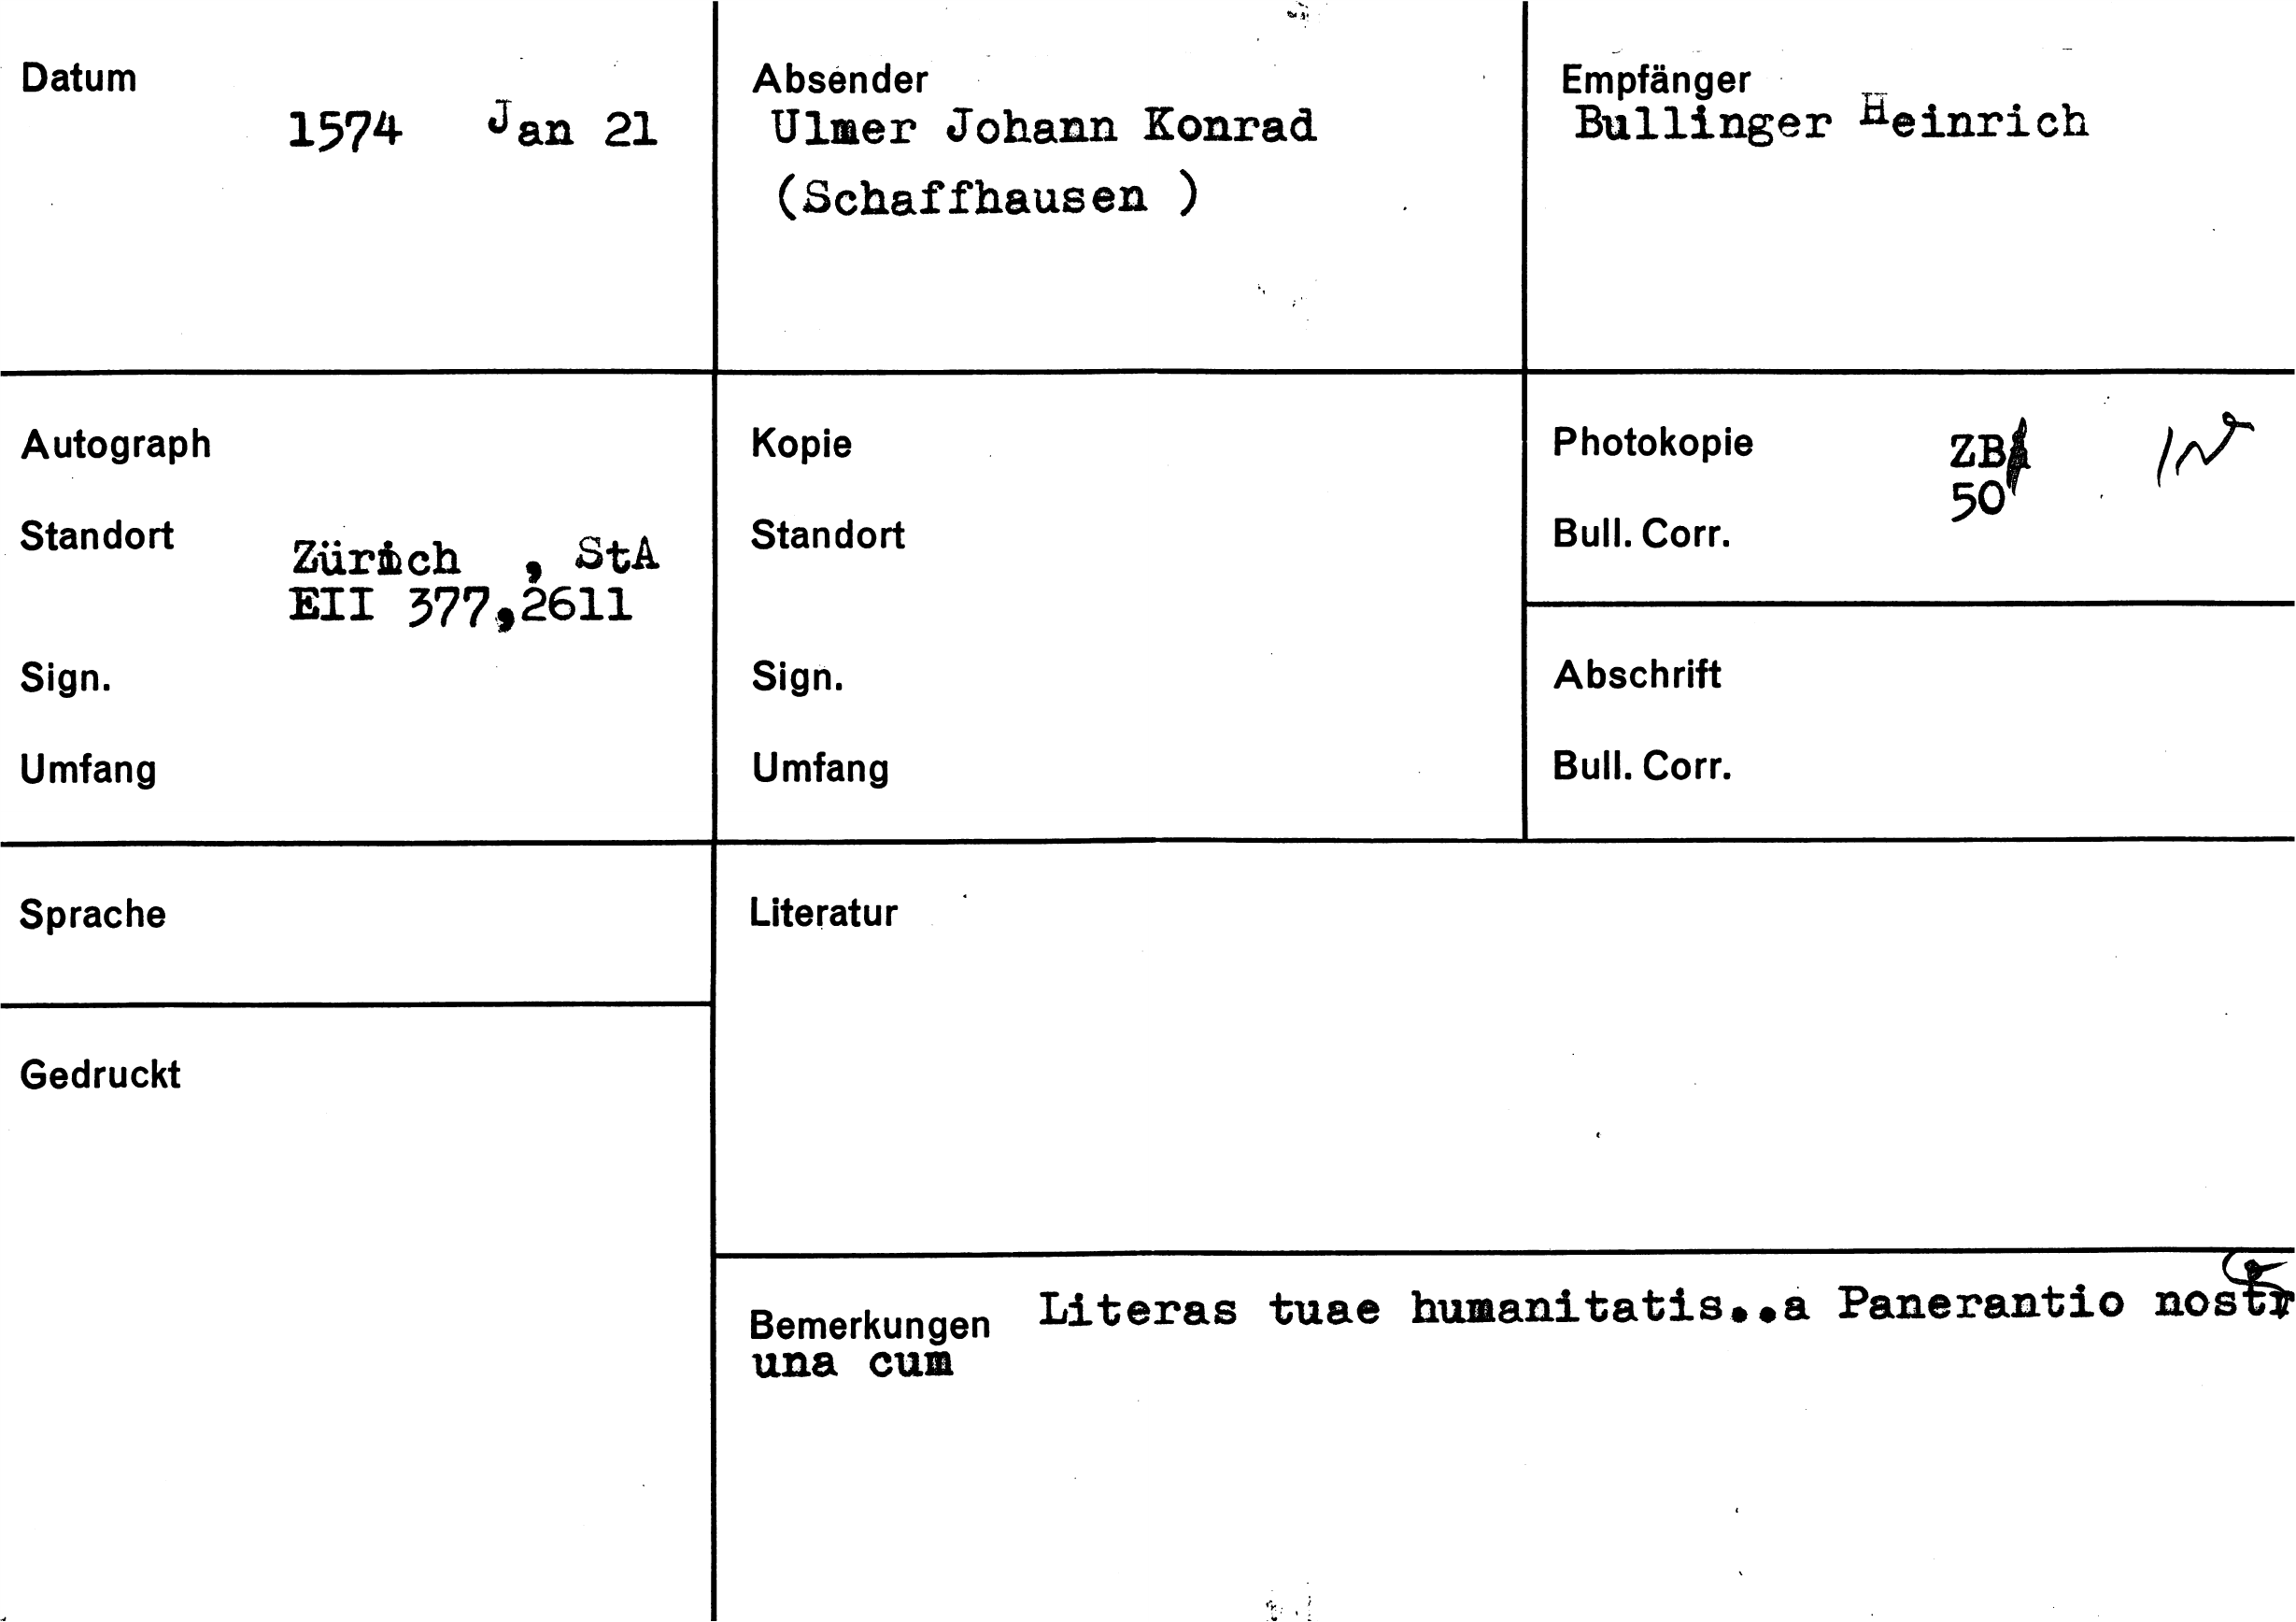 Datum
1574 Jan 21
Absender
Ulmer Johann Konrad
(Schaffhausen )
Empfänger
Bullinger Heinrich
Autograph
Standort
Zürich , StA
EII 377,2611
Sign.
Umfang
Kopie
Standort
Sign.
Umfang
Photokopie
ZB
50
Bull. Corr.
Abschrift
Bull. Corr.
Sprache
Gedruckt
Literatur
Bemerkungen Literas tuae humanitatis..a Panerantio nostr
una cum